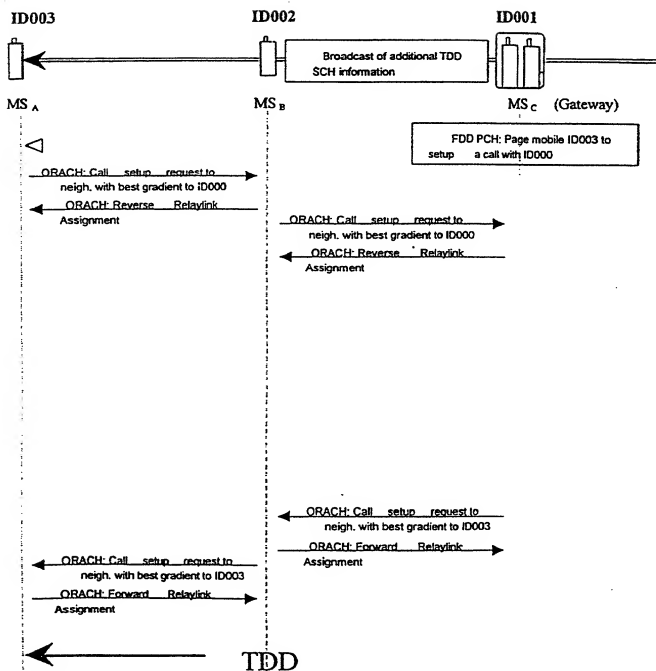 ID003 ID002 ID001
Broadcast of additional TDD
SCH information
MS A MS B MS C (Gateway)
FDD PCH: Page mobile ID003 to
setup a call with ID000
ORACH: Call setup request to
neigh. with best gradient to ID000
ORACH: Reverse Relaylink
Assignment
ORACH: Call setup request to
neigh. with best gradient to ID000
ORACH: Reverse Relaylink
Assignment
ORACH: Call setup request to
neigh. with best gradient to ID003
ORACH: Forward Relaylink
Assignment
ORACH: Call setup request to
neigh. with best gradient to ID003
ORACH: Forward Relaylink
Assignment
TDD